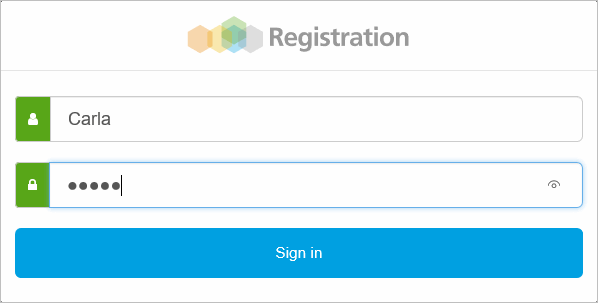 Registration
Carla
●●●●●
Sign in